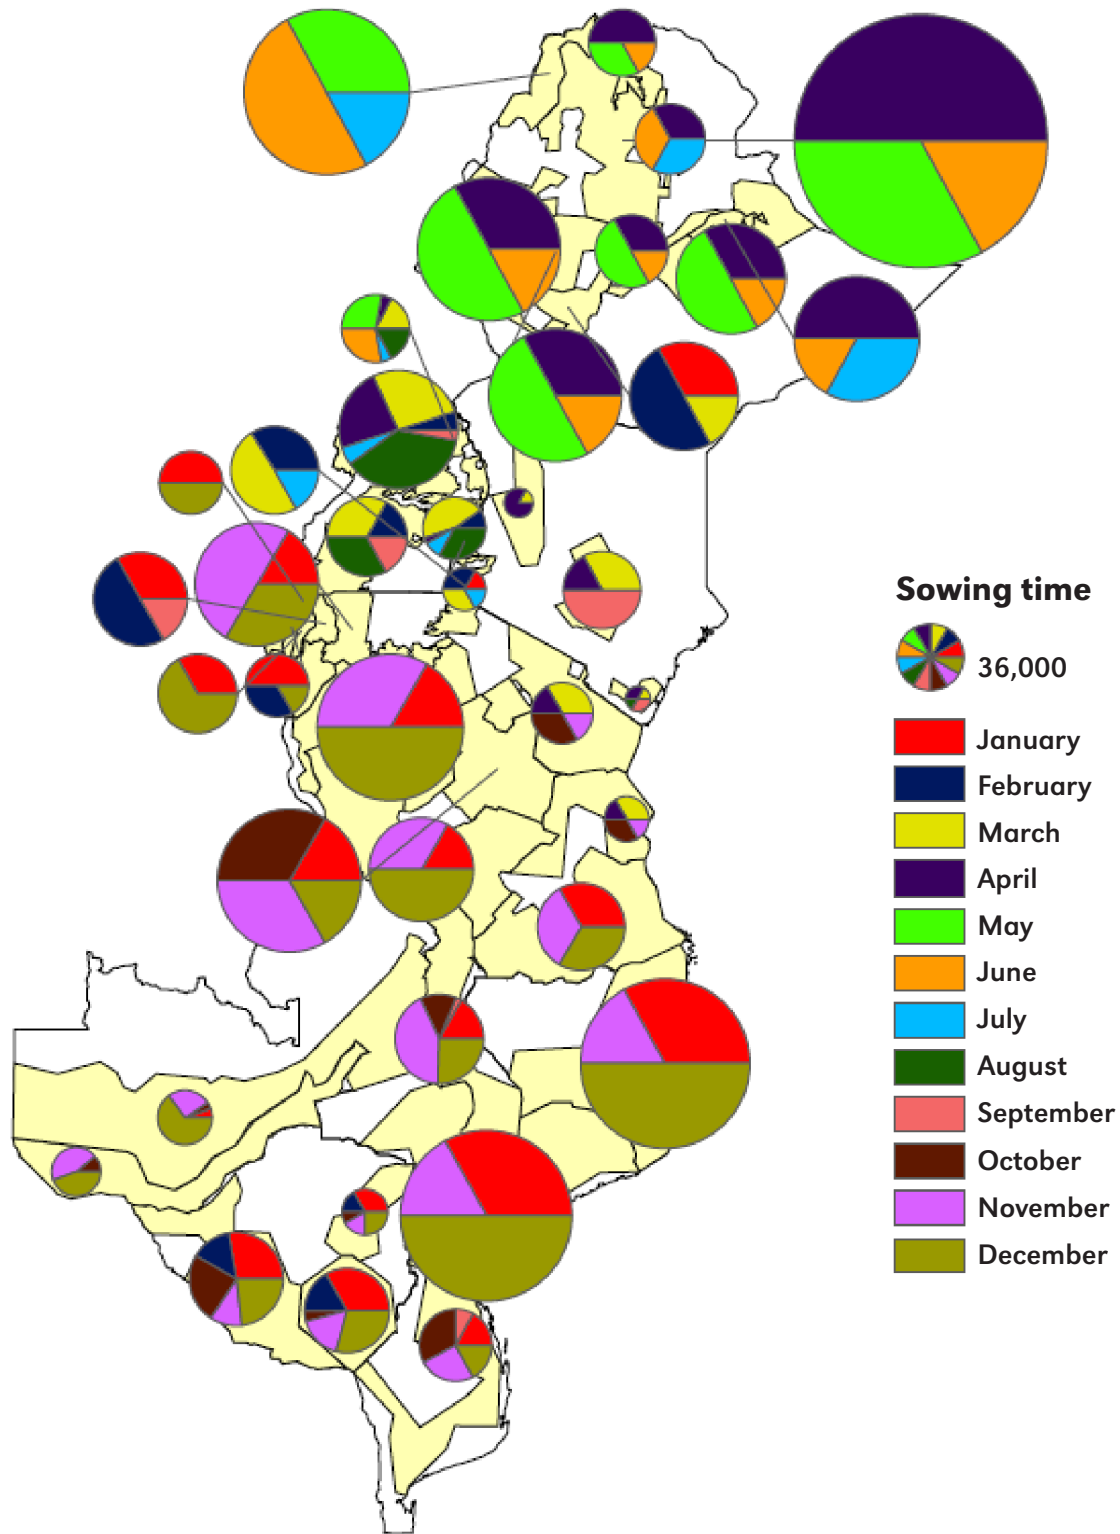 Sowing time
36,000
January
February
March
April
May
June
July
August
September
October
November
December